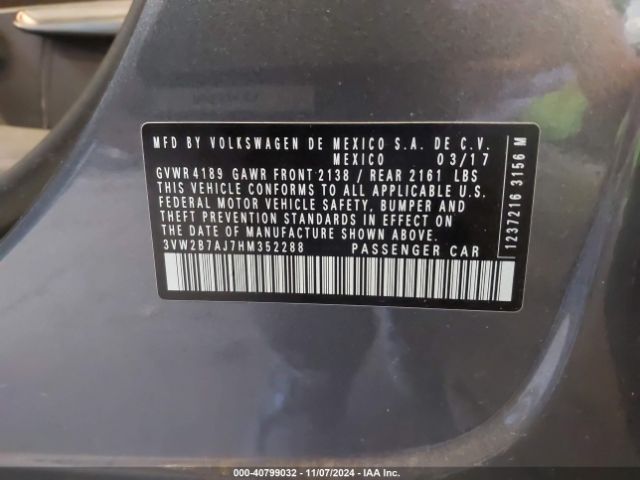 MFD BY VOLKSWAGEN DE MEXICO S.A. DE C.V.
MEXICO 03/17
GVWR 4189 GAWR FRONT 2138 / REAR 2161 LBS
THIS VEHICLE CONFORMS TO ALL APPLICABLE U.S.
FEDERAL MOTOR VEHICLE SAFETY, BUMPER AND
THEFT PREVENTION STANDARDS IN EFFECT ON
THE DATE OF MANUFACTURE SHOWN ABOVE.
3VW2B7AJ7HM352288 PASSENGER CAR
1237216 3156 M
000-40799032 - 11/07/2024 - IAA Inc.